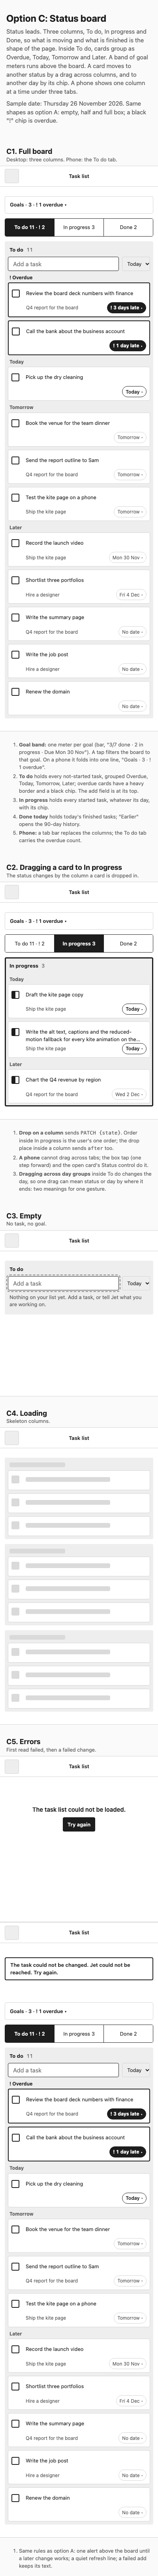 Option C: Status board
Status leads. Three columns, To do, In progress and
Done, so what is moving and what is finished is the
shape of the page. Inside To do, cards group as
Overdue, Today, Tomorrow and Later. A band of goal
meters runs above the board. A card moves to
another status by a drag across columns, and to
another day by its chip. A phone shows one column
at a time under three tabs.
Sample date: Thursday 26 November 2026. Same
shapes as option A: empty, half and full box; a black
"!" chip is overdue.
C1. Full board
Desktop: three columns. Phone: the To do tab.
Task list
Goals · 3 · ! 1 overdue
To do 11 · ! 2
In progress 3
Done 2
To do 11
Add a task
Today
! Overdue
Review the board deck numbers with finance
Q4 report for the board
! 3 days late
Call the bank about the business account
! 1 day late
Today
Pick up the dry cleaning
Today
Tomorrow
Book the venue for the team dinner
Tomorrow
Send the report outline to Sam
Q4 report for the board
Tomorrow
Test the kite page on a phone
Ship the kite page
Tomorrow
Later
Record the launch video
Ship the kite page
Mon 30 Nov
Shortlist three portfolios
Hire a designer
Fri 4 Dec
Write the summary page
Q4 report for the board
No date
Write the job post
Hire a designer
No date
Renew the domain
No date
1. Goal band: one meter per goal (bar, "3/7 done · 2 in
progress · Due Mon 30 Nov"). A tap filters the board to
that goal. On a phone it folds into one line, "Goals · 3 · !
1 overdue".
2. To do holds every not-started task, grouped Overdue,
Today, Tomorrow, Later; overdue cards have a heavy
border and a black chip. The add field is at its top.
3. In progress holds every started task, whatever its day,
with its chip.
4. Done today holds today's finished tasks; "Earlier"
opens the 90-day history.
5. Phone: a tab bar replaces the columns; the To do tab
carries the overdue count.
C2. Dragging a card to In progress
The status changes by the column a card is dropped in.
Task list
Goals · 3 · ! 1 overdue
To do 11 · ! 2
In progress 3
Done 2
In progress 3
Today
Draft the kite page copy
Ship the kite page
Today
Write the alt text, captions and the reduced-
motion fallback for every kite animation on the...
Ship the kite page
Today
Later
Chart the Q4 revenue by region
Q4 report for the board
Wed 2 Dec
1. Drop on a column sends PATCH {state}. Order
inside In progress is the user's own order; the drop
place inside a column sends after too.
2. A phone cannot drag across tabs; the box tap (one
step forward) and the open card's Status control do it.
3. Dragging across day groups inside To do changes the
day, so one drag can mean status or day by where it
ends: two meanings for one gesture.
C3. Empty
No task, no goal.
Task list
To do
Add a task
Today
Nothing on your list yet. Add a task, or tell Jet what you
are working on.
C4. Loading
Skeleton columns.
Task list
C5. Errors
First read failed, then a failed change.
Task list
The task list could not be loaded.
Try again
Task list
The task could not be changed. Jet could not be
reached. Try again.
Goals · 3 · ! 1 overdue
To do 11 · ! 2
In progress 3
Done 2
To do 11
Add a task
Today
! Overdue
Review the board deck numbers with finance
Q4 report for the board
! 3 days late
Call the bank about the business account
! 1 day late
Today
Pick up the dry cleaning
Today
Tomorrow
Book the venue for the team dinner
Tomorrow
Send the report outline to Sam
Q4 report for the board
Tomorrow
Test the kite page on a phone
Ship the kite page
Tomorrow
Later
Record the launch video
Ship the kite page
Mon 30 Nov
Shortlist three portfolios
Hire a designer
Fri 4 Dec
Write the summary page
Q4 report for the board
No date
Write the job post
Hire a designer
No date
Renew the domain
No date
1. Same rules as option A: one alert above the board until
a later change works; a quiet refresh line; a failed add
keeps its text.